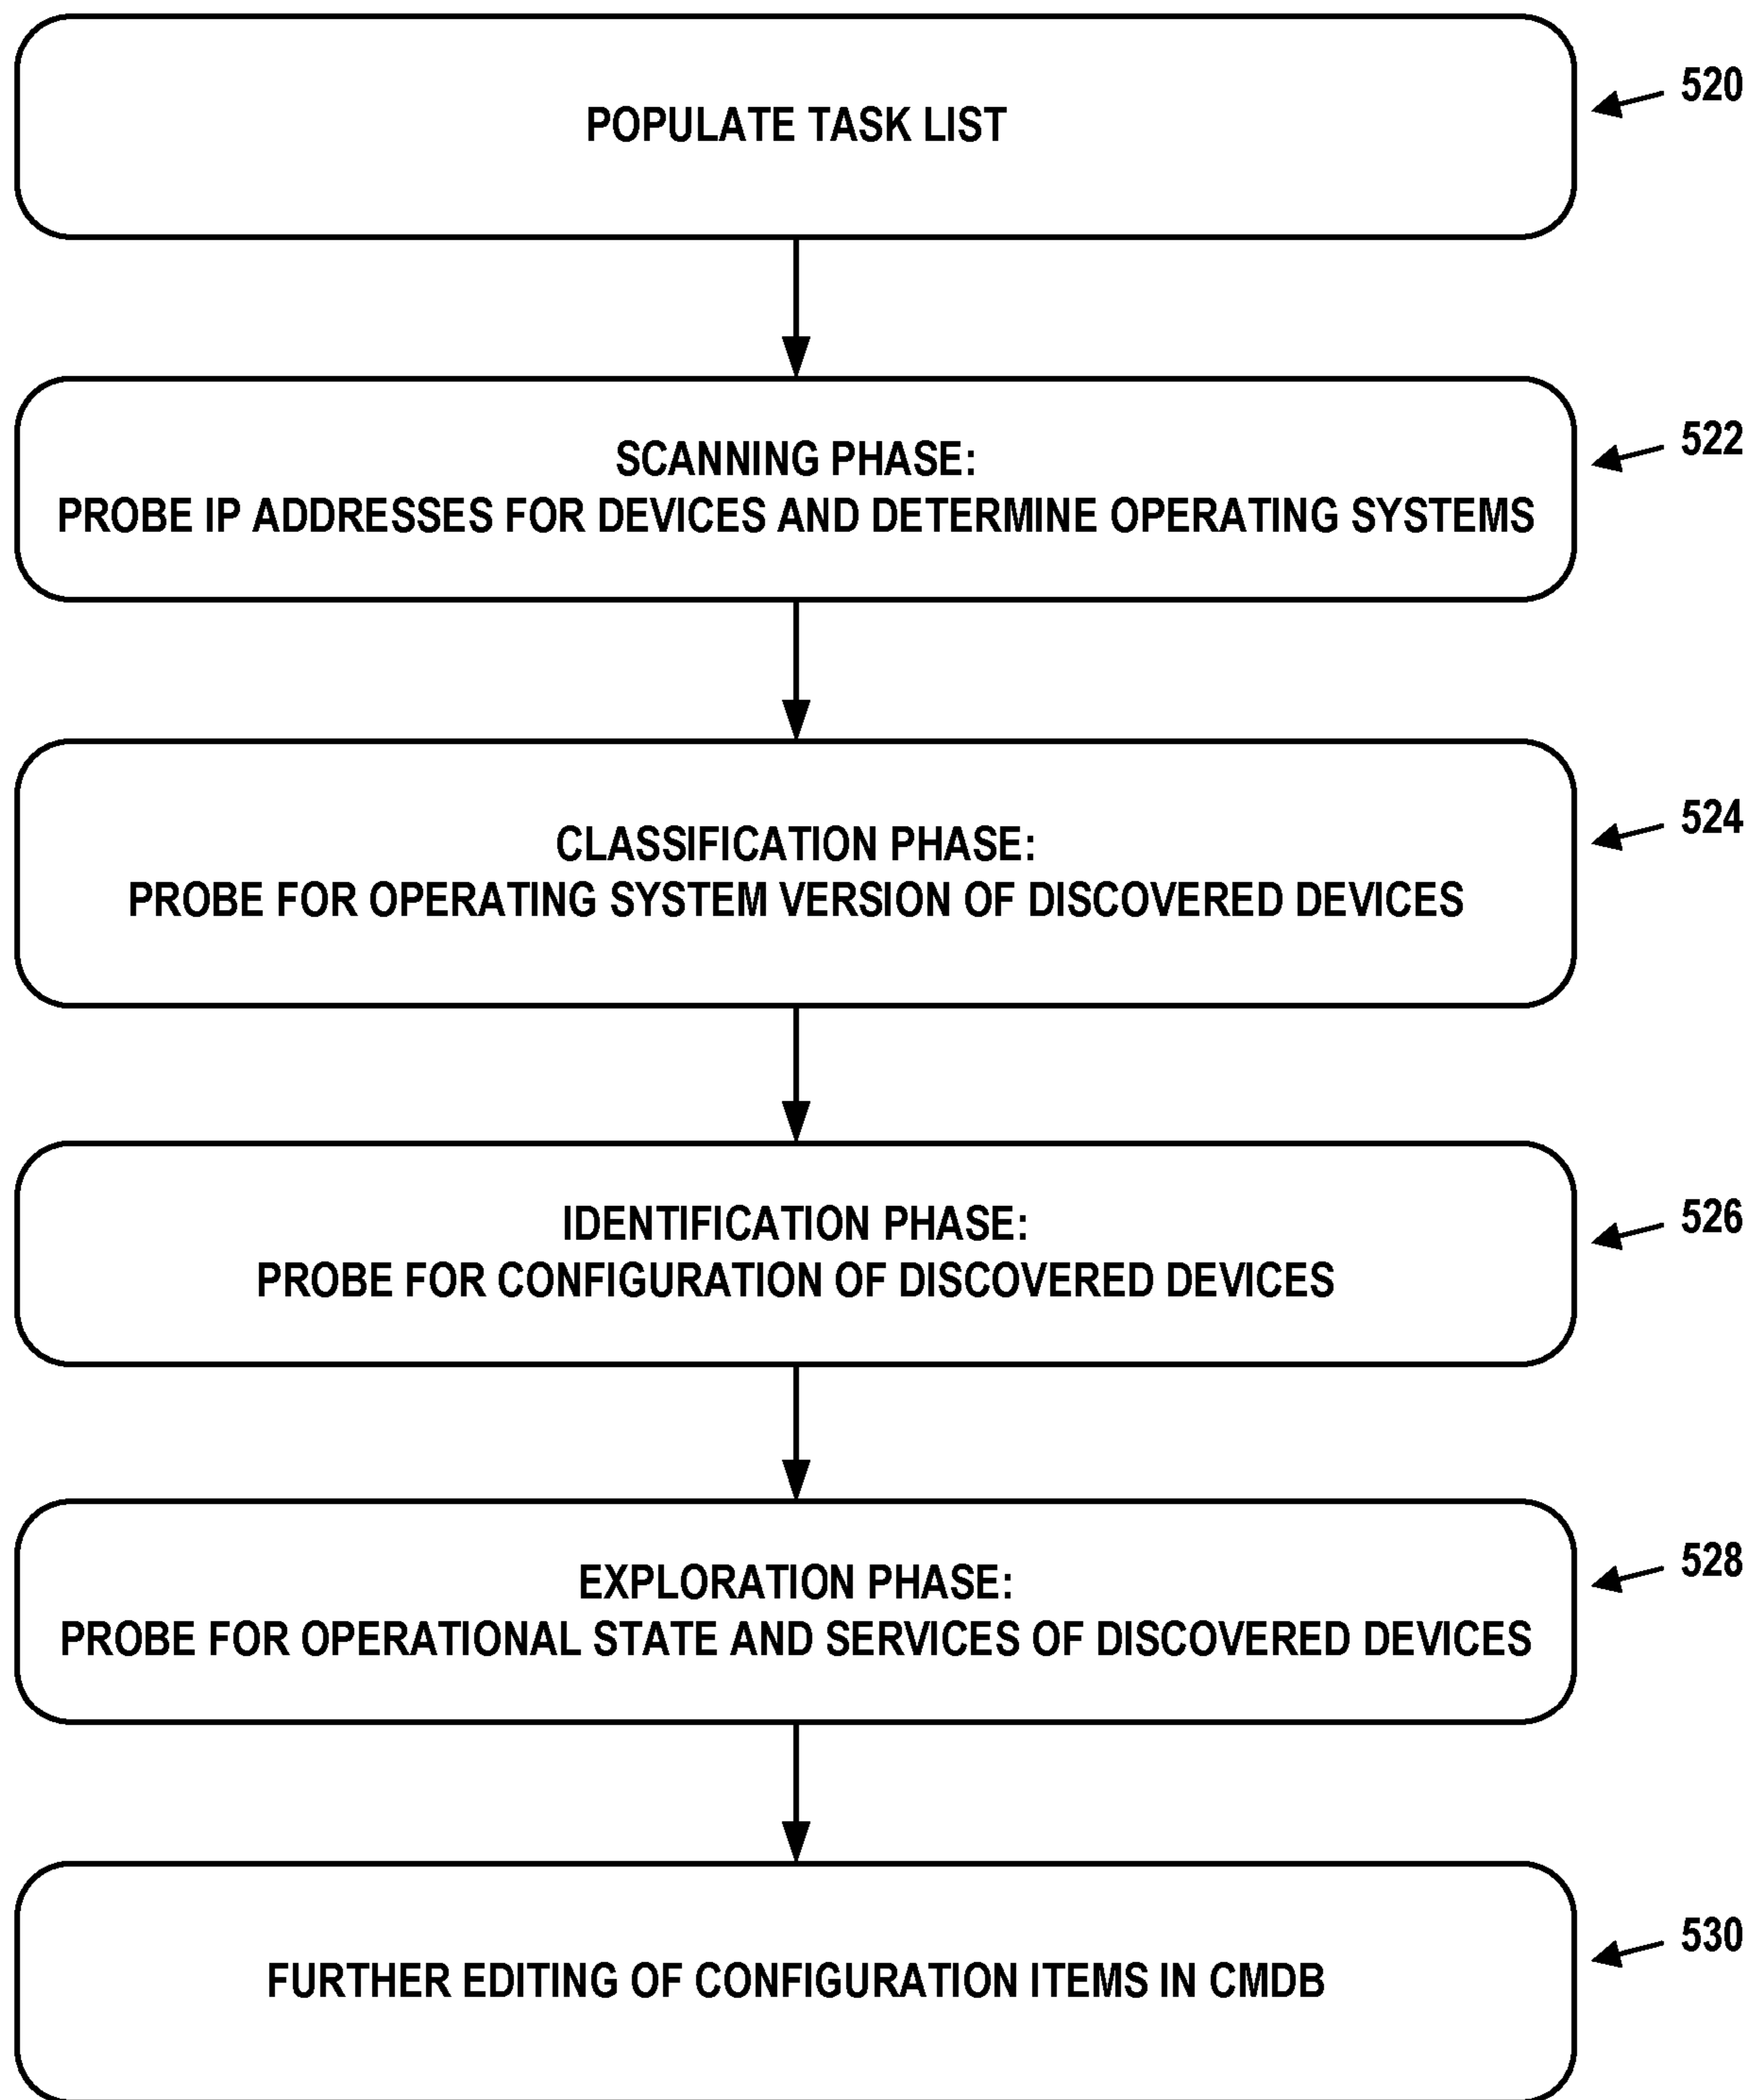 POPULATE TASK LIST
520
SCANNING PHASE:
PROBE IP ADDRESSES FOR DEVICES AND DETERMINE OPERATING SYSTEMS
522
CLASSIFICATION PHASE:
PROBE FOR OPERATING SYSTEM VERSION OF DISCOVERED DEVICES
524
IDENTIFICATION PHASE:
PROBE FOR CONFIGURATION OF DISCOVERED DEVICES
526
EXPLORATION PHASE:
PROBE FOR OPERATIONAL STATE AND SERVICES OF DISCOVERED DEVICES
528
FURTHER EDITING OF CONFIGURATION ITEMS IN CMDB
530